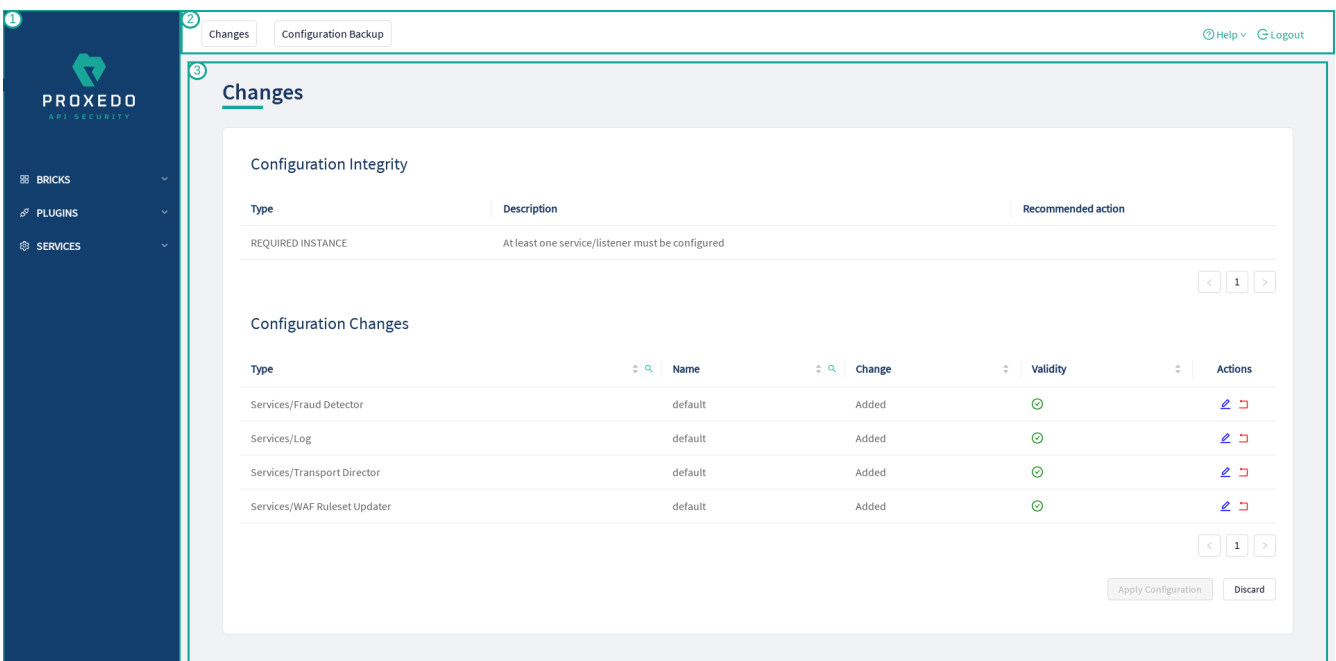 1
2
Changes Configuration Backup Help Logout
3
PROXEDO
API SECURITY
BRICKS
PLUGINS
SERVICES
Changes
Configuration Integrity
Type Description Recommended action
REQUIRED INSTANCE At least one service/listener must be configured
< 1 >
Configuration Changes
Type Name Change Validity Actions
Services/Fraud Detector default Added
Services/Log default Added
Services/Transport Director default Added
Services/WAF Ruleset Updater default Added
< 1 >
Apply Configuration Discard